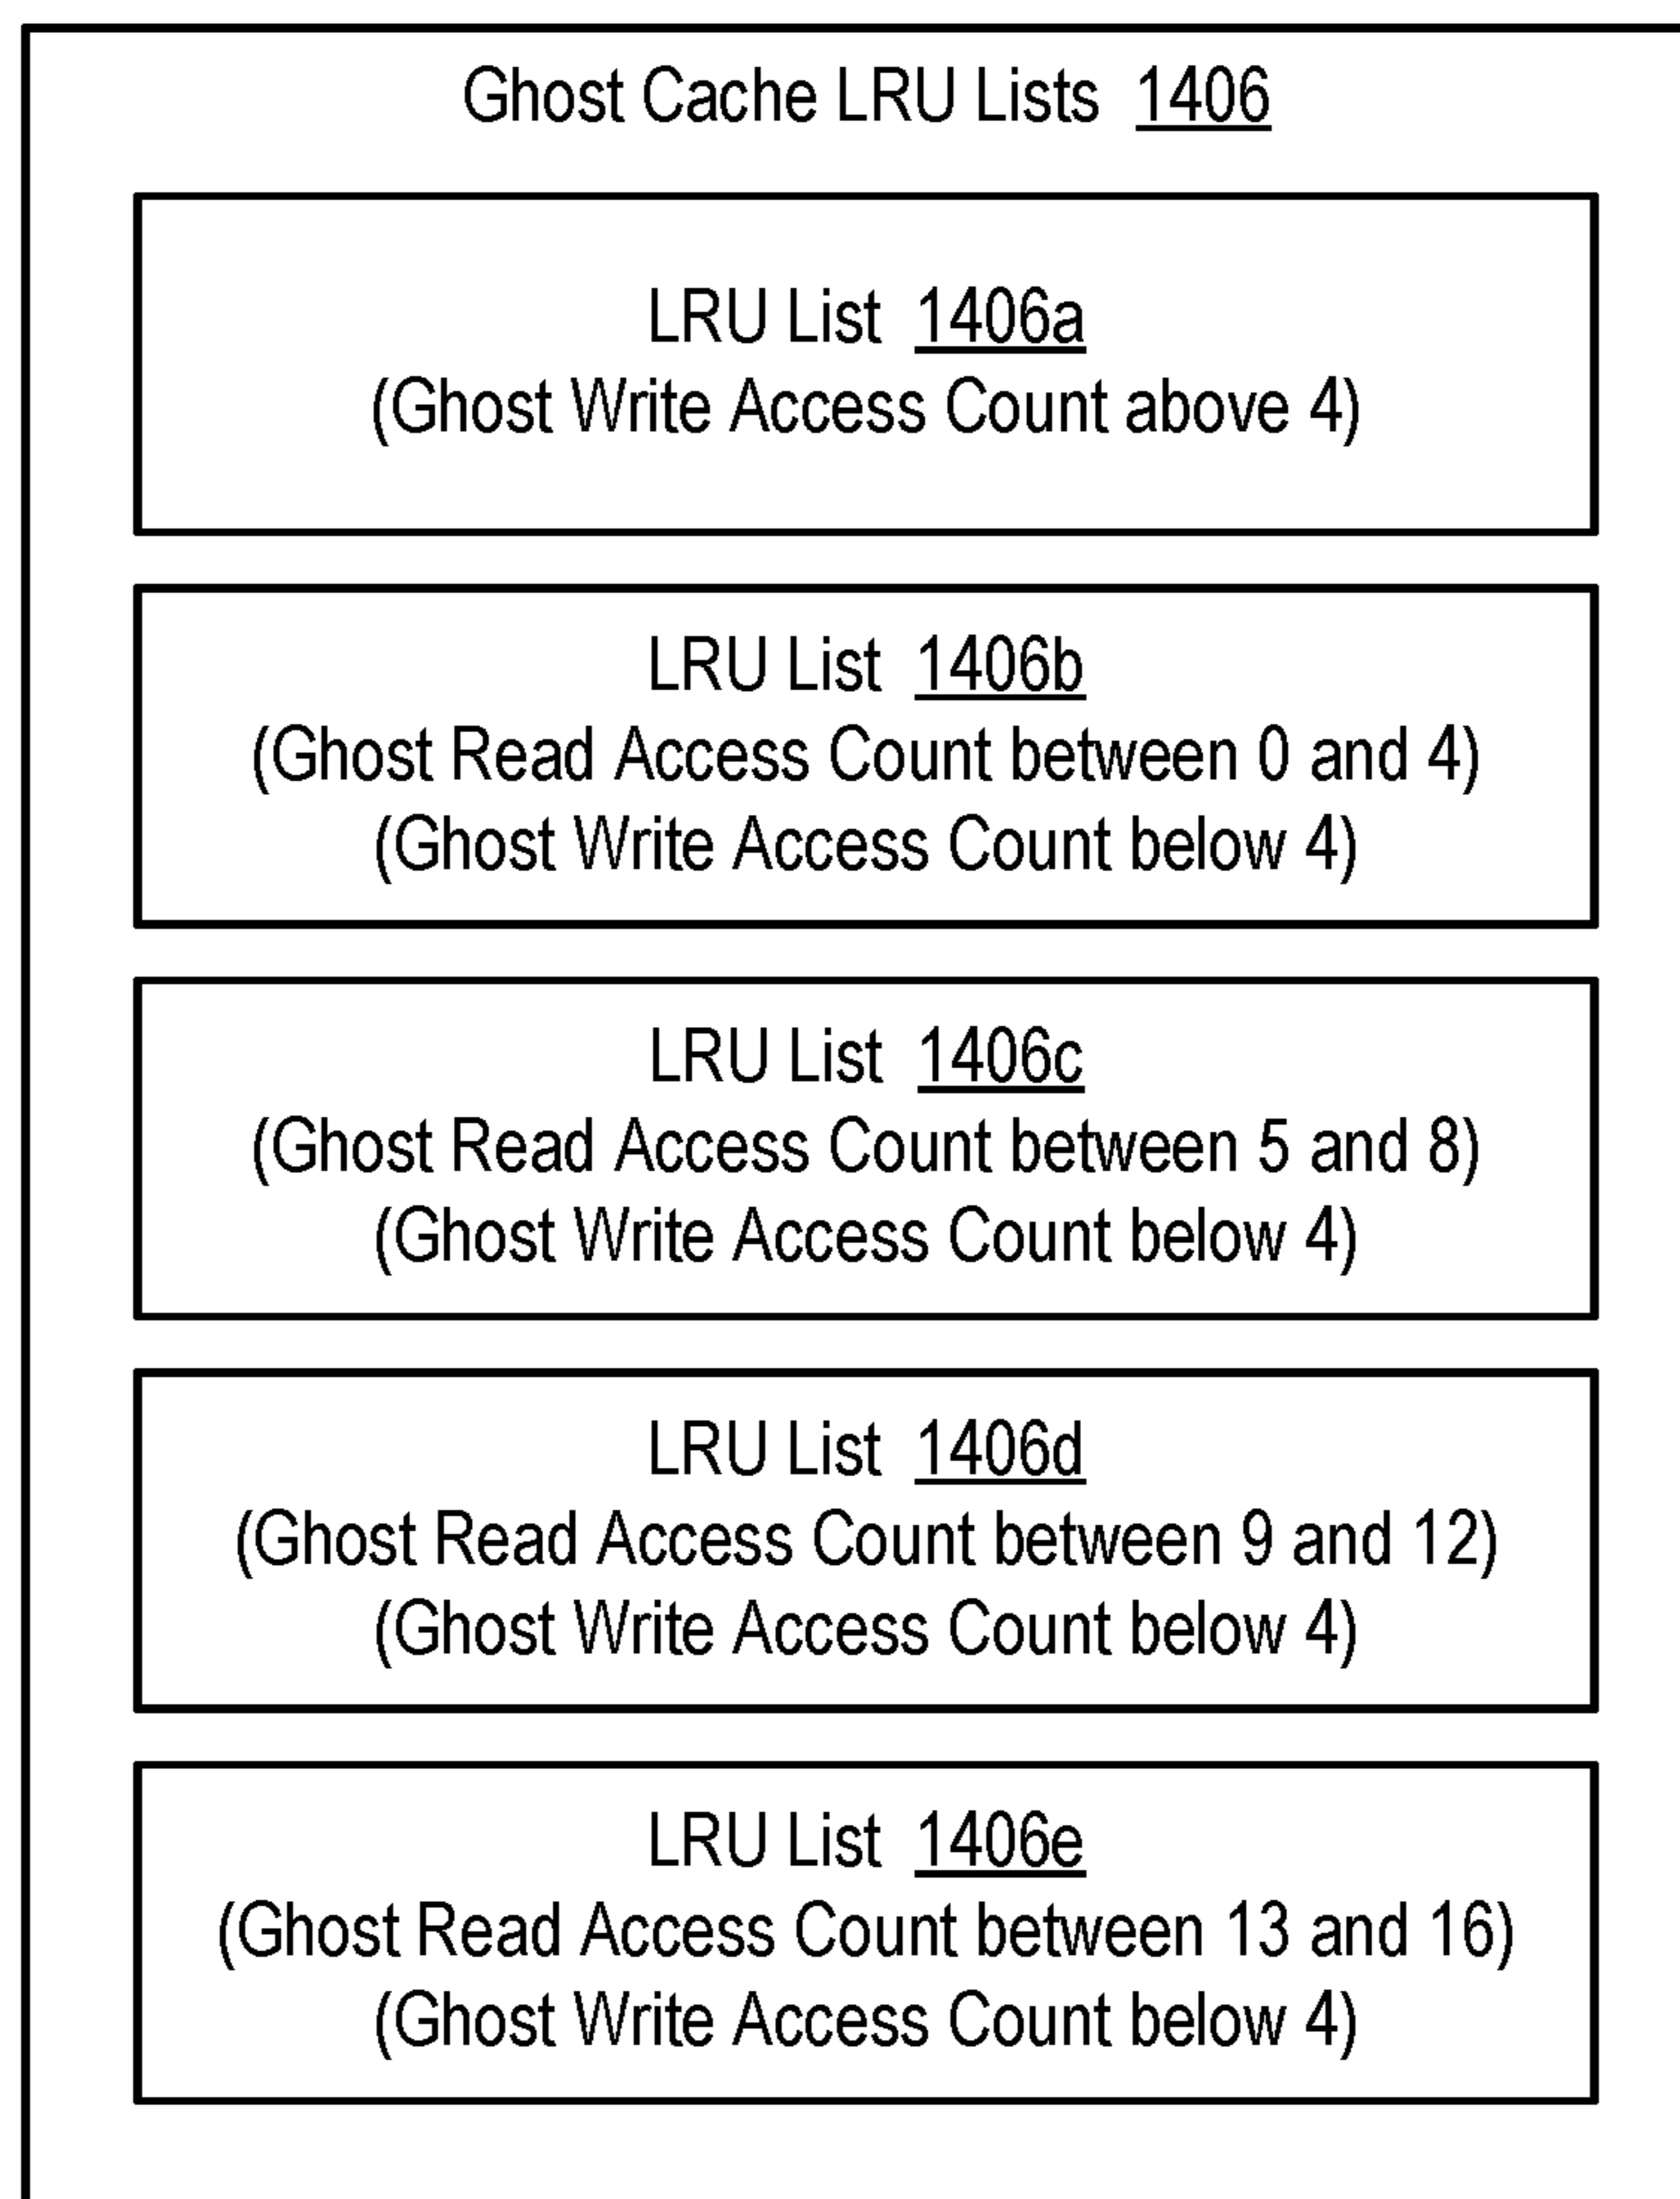 Ghost Cache LRU Lists 1406
LRU List 1406a
(Ghost Write Access Count above 4)
LRU List 1406b
(Ghost Read Access Count between 0 and 4)
(Ghost Write Access Count below 4)
LRU List 1406c
(Ghost Read Access Count between 5 and 8)
(Ghost Write Access Count below 4)
LRU List 1406d
(Ghost Read Access Count between 9 and 12)
(Ghost Write Access Count below 4)
LRU List 1406e
(Ghost Read Access Count between 13 and 16)
(Ghost Write Access Count below 4)